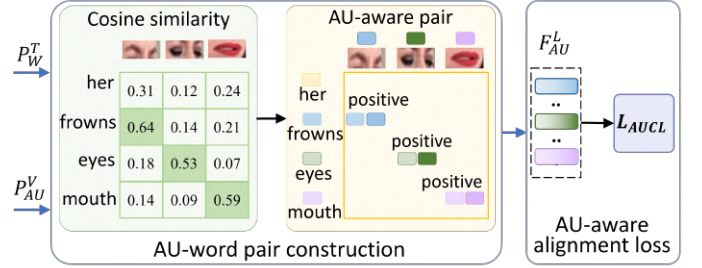 Cosine similarity
AU-aware pair
P_W^T
P_AU^V
her 0.31 0.12 0.24
frowns 0.64 0.14 0.21
eyes 0.18 0.53 0.07
mouth 0.14 0.09 0.59
her
positive
frowns
positive
eyes
positive
mouth
AU-word pair construction
F_AU^L
..
..
L_AUCL
AU-aware
alignment loss